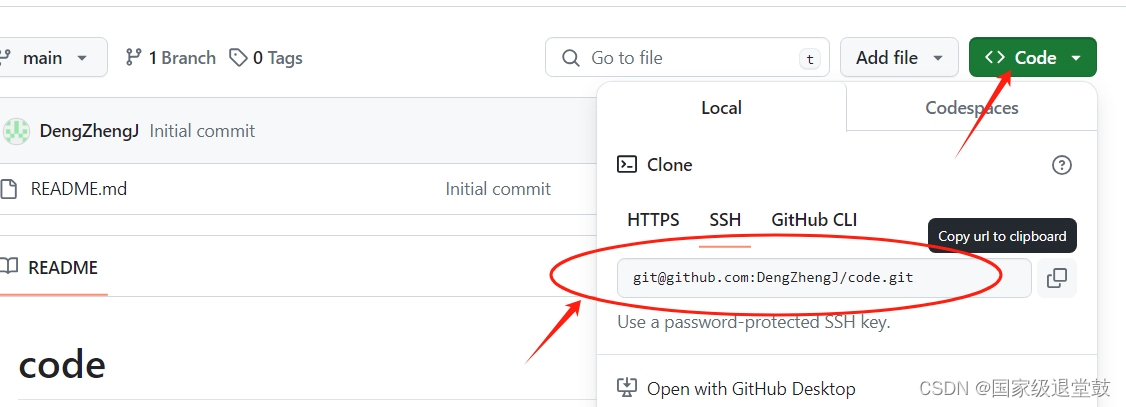 main 1 Branch 0 Tags Go to file t Add file Code
Local Codespaces
DengZhengJ Initial commit
Clone
README.md Initial commit
HTTPS SSH GitHub CLI
Copy url to clipboard
README
git@github.com:DengZhengJ/code.git
Use a password-protected SSH key.
code
Open with GitHub Desktop
CSDN @国家级退堂鼓